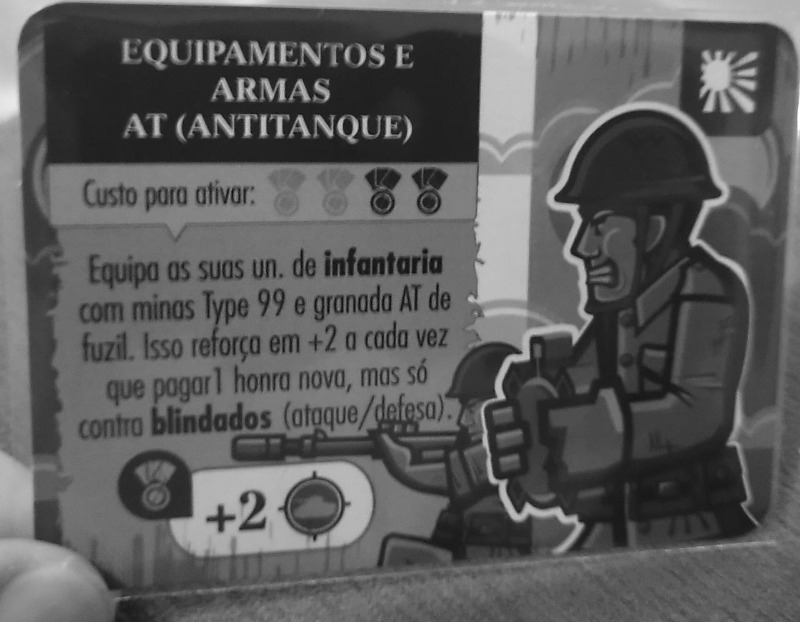 EQUIPAMENTOS E
ARMAS
AT (ANTITANQUE)
Custo para ativar:
Equipa as suas un. de infantaria
com minas Type 99 e granada AT de
fuzil. Isso reforça em +2 a cada vez
que pagar1 honra nova, mas só
contra blindados (ataque/defesa).
+2